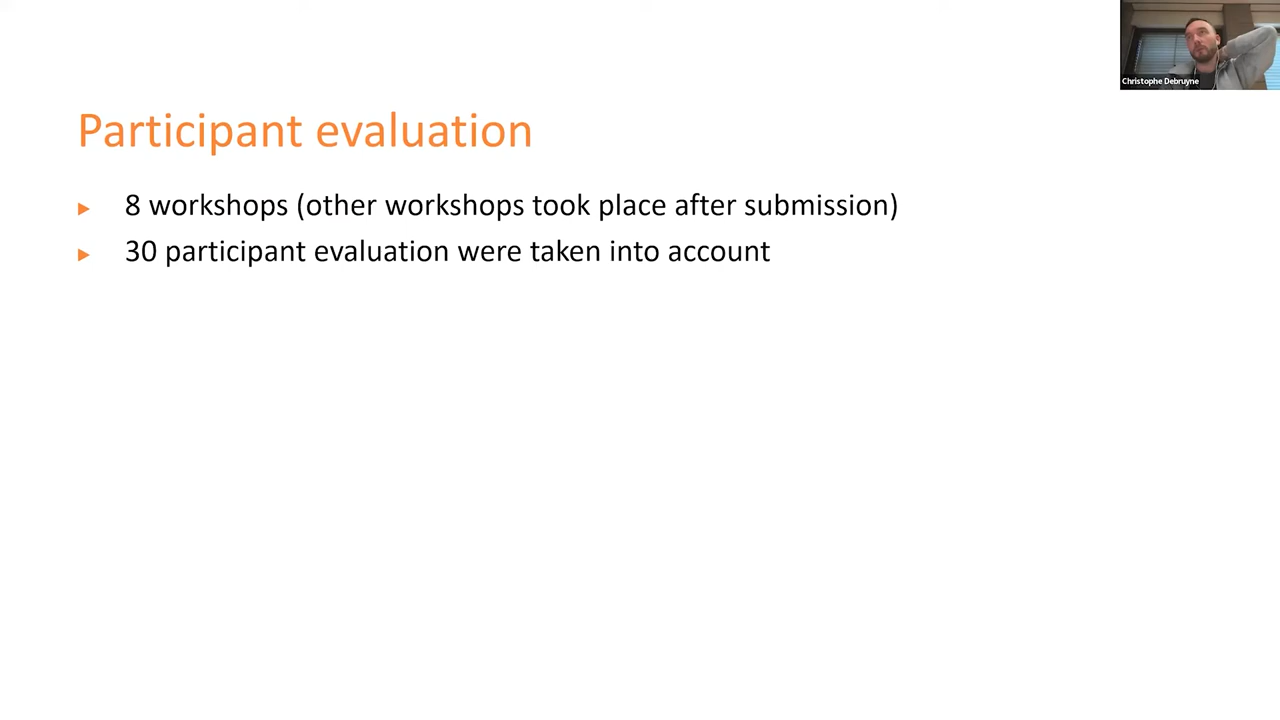 Christophe Debruyne
Participant evaluation
8 workshops (other workshops took place after submission)
30 participant evaluation were taken into account